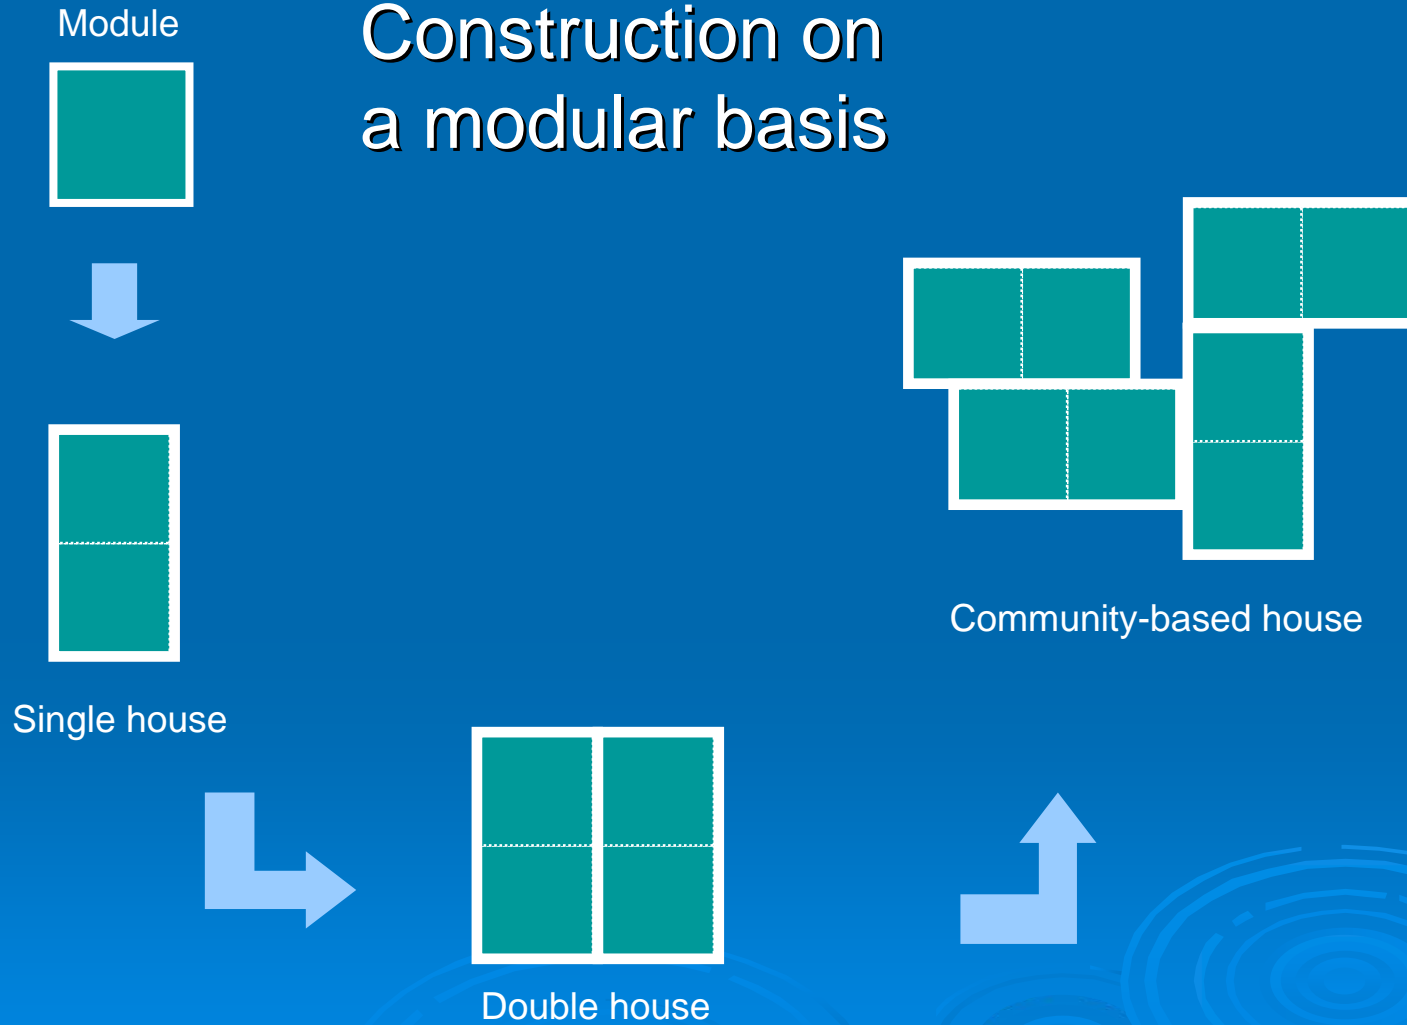 Module
Construction on
a modular basis
Community-based house
Single house
Double house